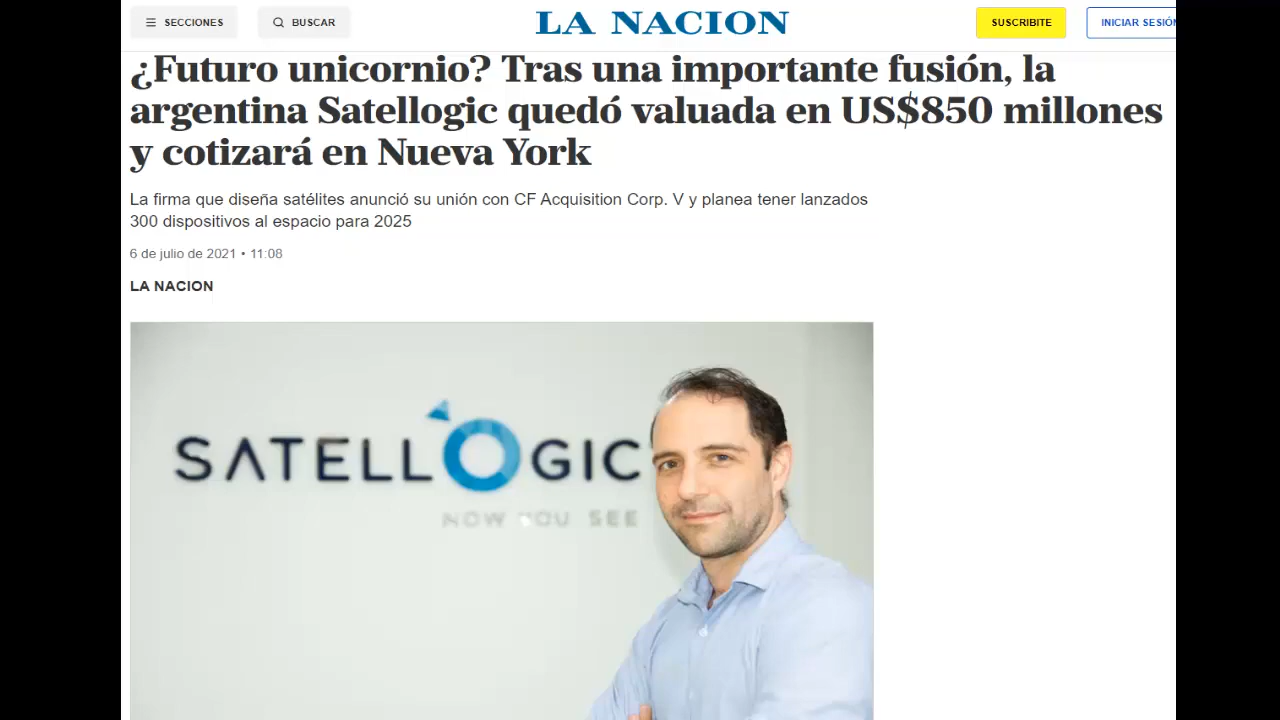 SECCIONES
BUSCAR
LA NACION
SUSCRIBITE
INICIAR SESIÓN
¿Futuro unicornio? Tras una importante fusión, la
argentina Satellogic quedó valuada en US$850 millones
y cotizará en Nueva York
La firma que diseña satélites anunció su unión con CF Acquisition Corp. V y planea tener lanzados
300 dispositivos al espacio para 2025
6 de julio de 2021 • 11:08
LA NACION
SATELLOGIC
NOW YOU SEE